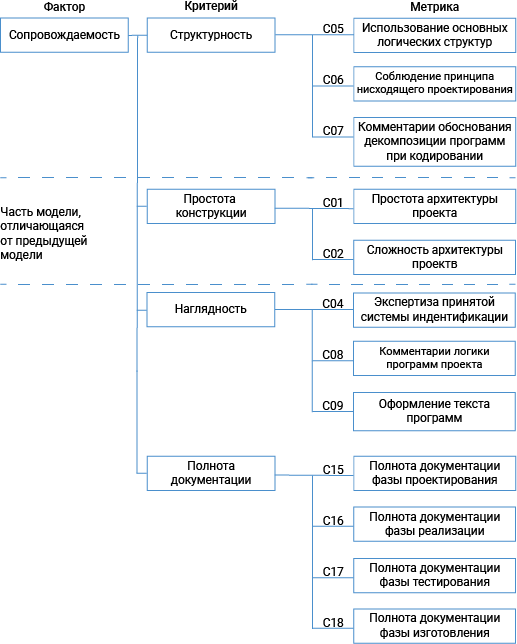 Фактор
Критерий
Метрика
Сопровождаемость
Структурность
C05
Использование основных
логических структур
C06
Соблюдение принципа
нисходящего проектирования
C07
Комментарии обоснования
декомпозиции программ
при кодировании
Часть модели,
отличающаяся
от предыдущей
модели
Простота
конструкции
C01
Простота архитектуры
проекта
C02
Сложность архитектуры
проектв
Наглядность
C04
Экспертиза принятой
системы индентификации
C08
Комментарии логики
программ проекта
C09
Оформление текста
программ
Полнота
документации
C15
Полнота документации
фазы проектирования
C16
Полнота документации
фазы реализации
C17
Полнота документации
фазы тестирования
C18
Полнота документации
фазы изготовления